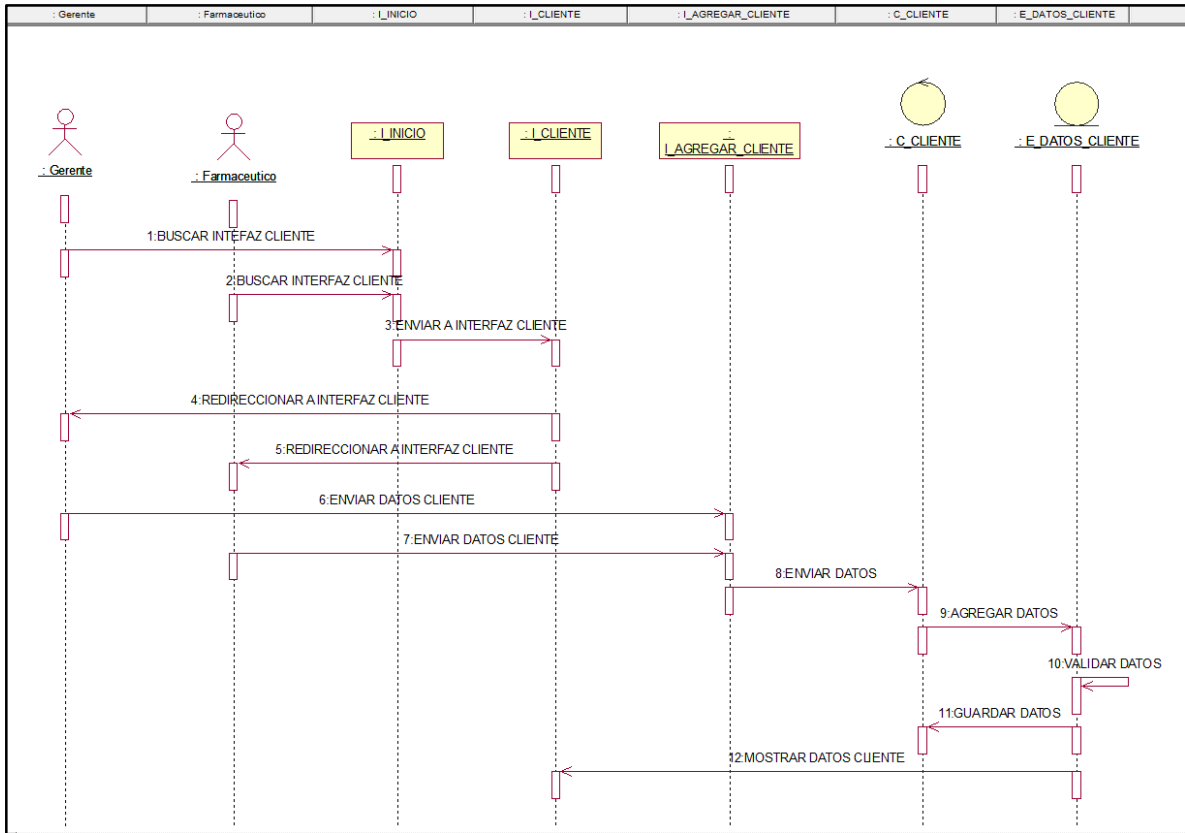 : Gerente
: Farmaceutico
: I_INICIO
: I_CLIENTE
: I_AGREGAR_CLIENTE
: C_CLIENTE
: E_DATOS_CLIENTE
: Gerente
: Farmaceutico
: I_INICIO
: I_CLIENTE
:
I_AGREGAR_CLIENTE
: C_CLIENTE
: E_DATOS_CLIENTE
1:BUSCAR INTEFAZ CLIENTE
2:BUSCAR INTERFAZ CLIENTE
3:ENVIAR A INTERFAZ CLIENTE
4:REDIRECCIONAR A INTERFAZ CLIENTE
5:REDIRECCIONAR A INTERFAZ CLIENTE
6:ENVIAR DATOS CLIENTE
7:ENVIAR DATOS CLIENTE
8:ENVIAR DATOS
9:AGREGAR DATOS
10:VALIDAR DATOS
11:GUARDAR DATOS
12:MOSTRAR DATOS CLIENTE